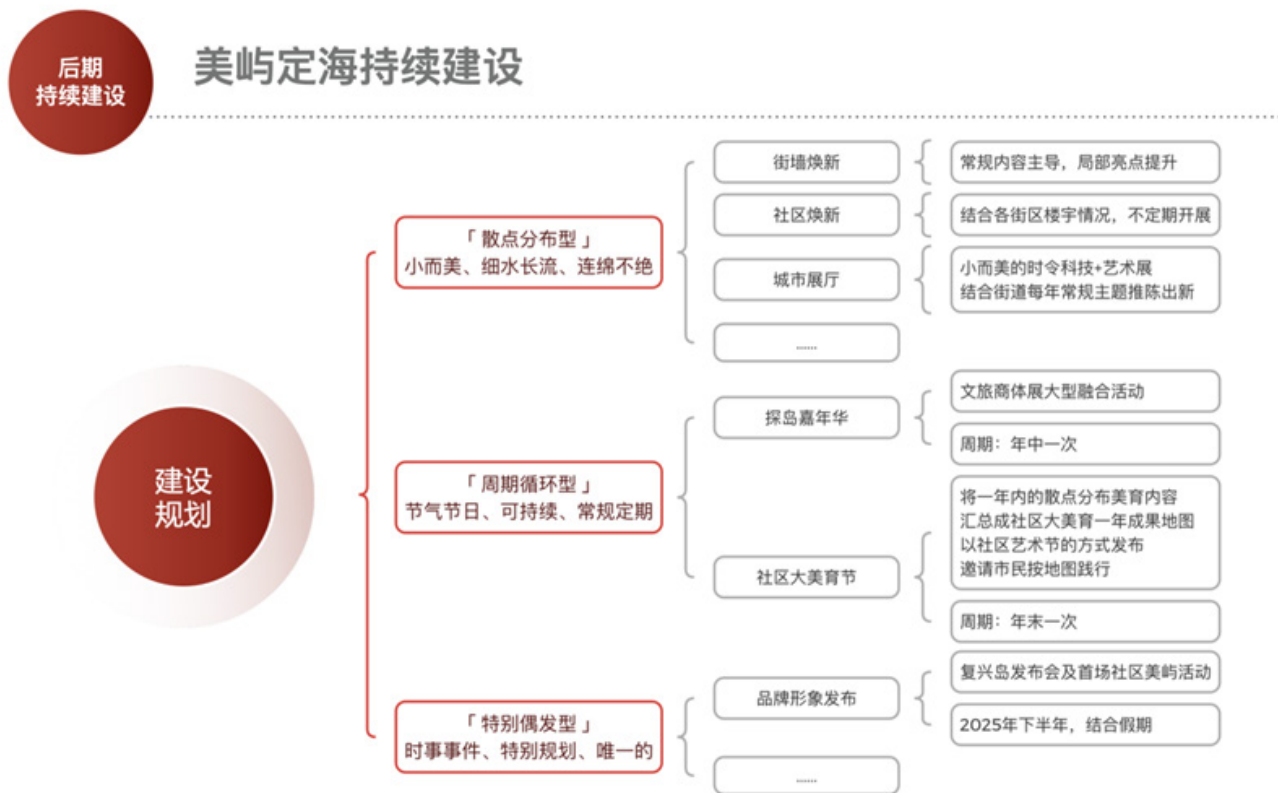 后期
持续建设
美屿定海持续建设
建设
规划
「 散点分布型 」
小而美、细水长流、连绵不绝
街墙焕新
常规内容主导，局部亮点提升
社区焕新
结合各街区楼宇情况，不定期开展
城市展厅
小而美的时令科技+艺术展
结合街道每年常规主题推陈出新
......
「 周期循环型 」
节气节日、可持续、常规定期
探岛嘉年华
文旅商体展大型融合活动
周期：年中一次
社区大美育节
将一年内的散点分布美育内容
汇总成社区大美育一年成果地图
以社区艺术节的方式发布
邀请市民按地图践行
周期：年末一次
「 特别偶发型 」
时事事件、特别规划、唯一的
品牌形象发布
复兴岛发布会及首场社区美屿活动
2025年下半年，结合假期
......